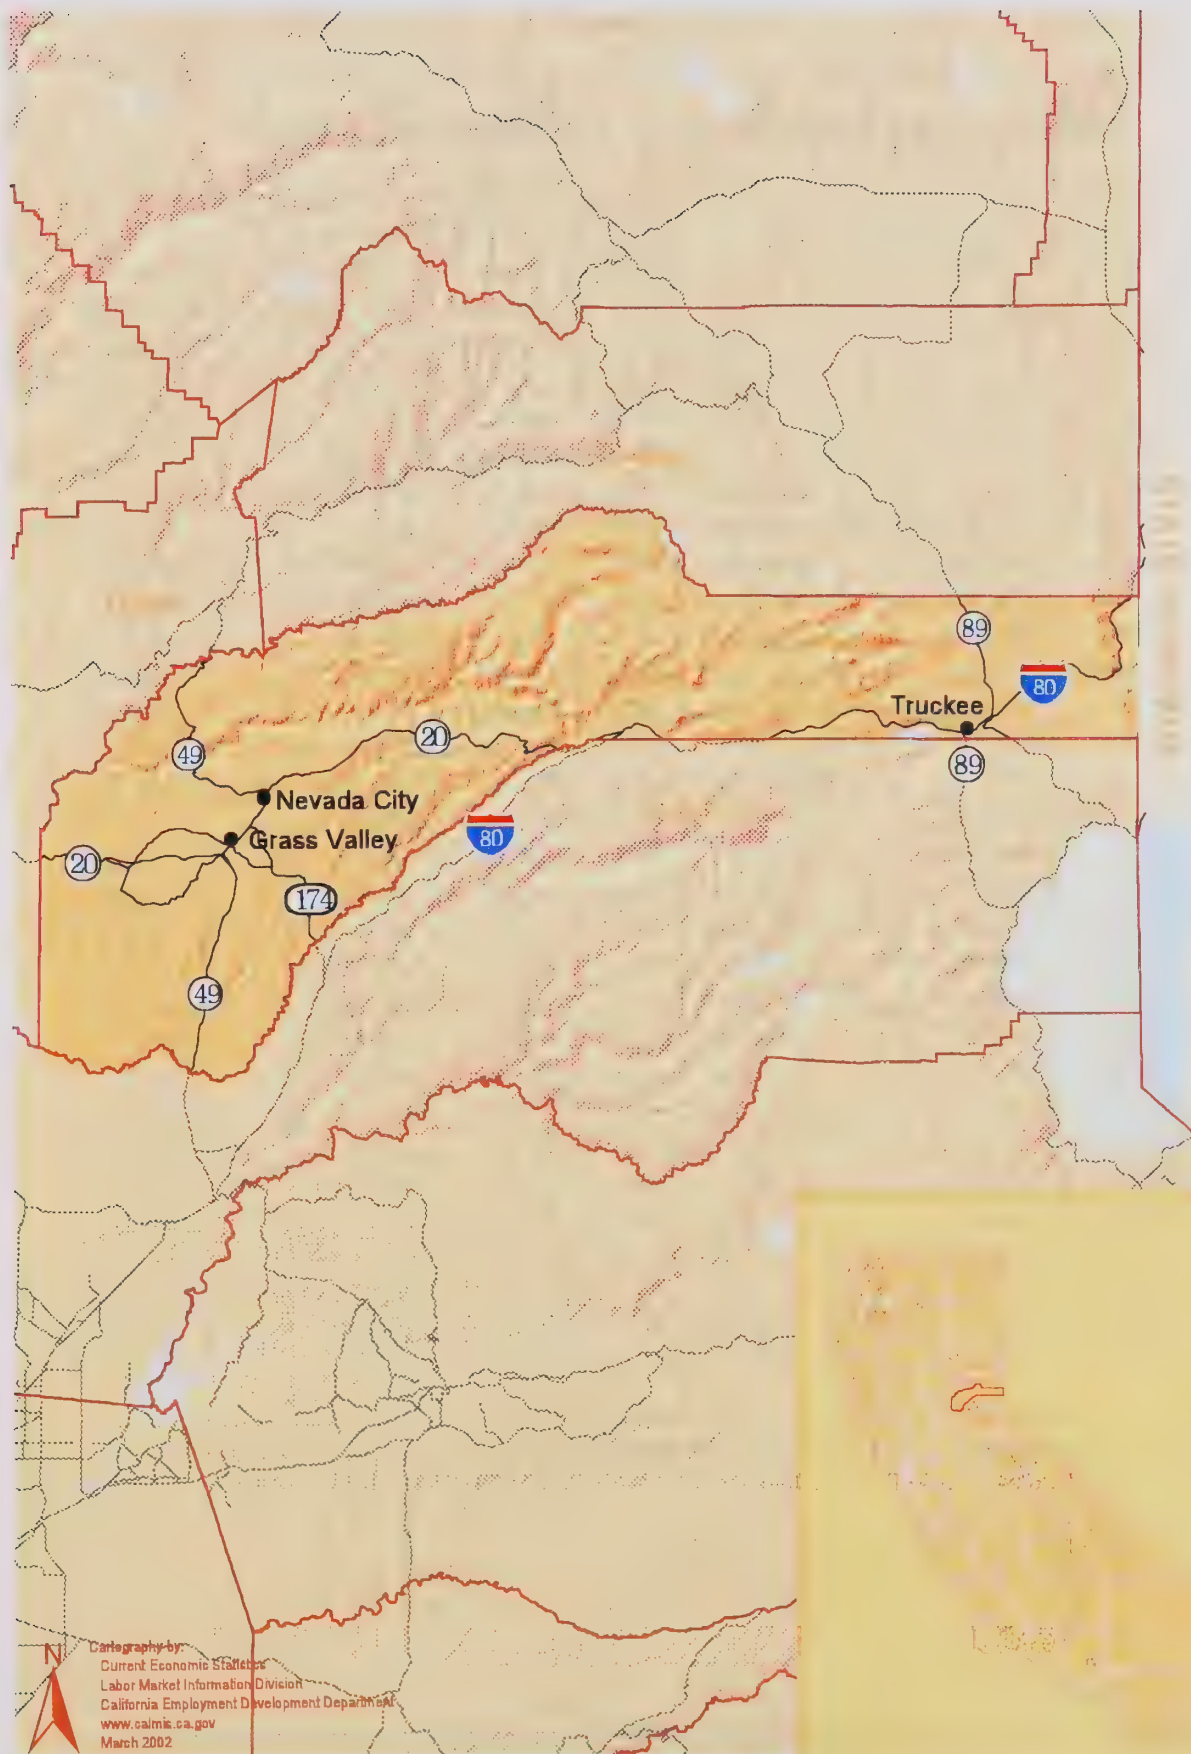 89
80
Truckee
20
49
89
Nevada City
80
Grass Valley
20
174
49
N
Cartography by:
Current Economic Statistics
Labor Market Information Division
California Employment Development Department
www.calmis.ca.gov
March 2002